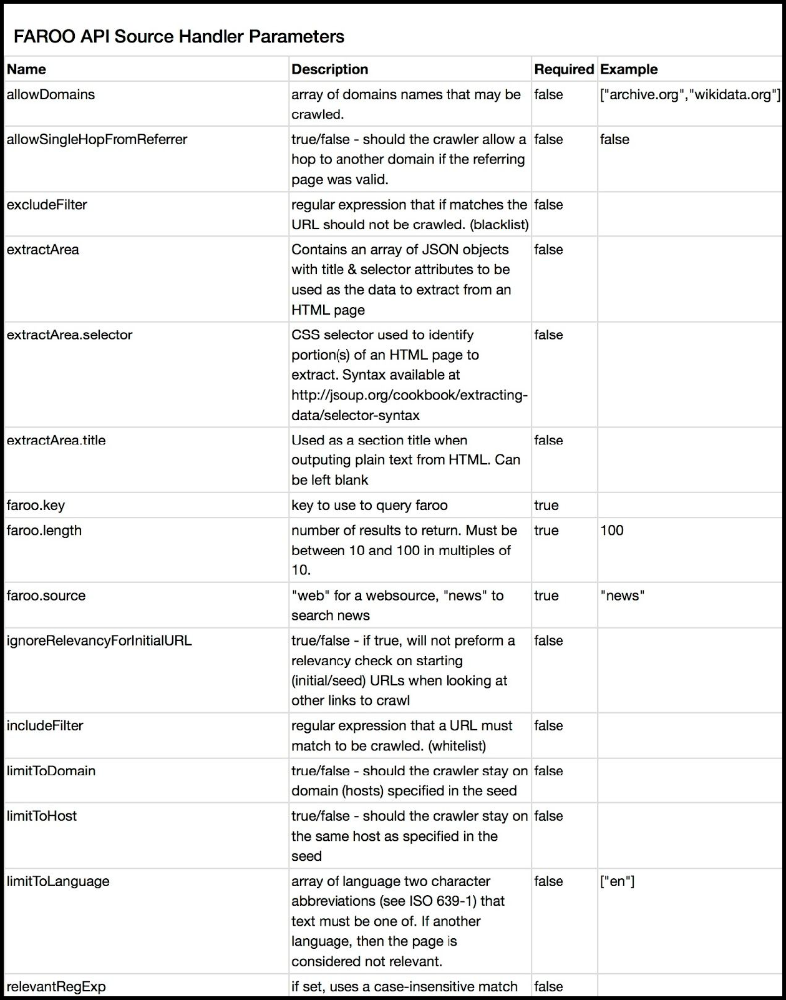 FAROO API Source Handler Parameters
Name Description Required Example
allowDomains array of domains names that may be false ["archive.org","wikidata.org"]
crawled.
allowSingleHopFromReferrer true/false - should the crawler allow a false false
hop to another domain if the referring
page was valid.
excludeFilter regular expression that if matches the false
URL should not be crawled. (blacklist)
extractArea Contains an array of JSON objects false
with title & selector attributes to be
used as the data to extract from an
HTML page
extractArea.selector CSS selector used to identify false
portion(s) of an HTML page to
extract. Syntax available at
http://jsoup.org/cookbook/extracting-
data/selector-syntax
extractArea.title Used as a section title when false
outputing plain text from HTML. Can
be left blank
faroo.key key to use to query faroo true
faroo.length number of results to return. Must be true 100
between 10 and 100 in multiples of
10.
faroo.source "web" for a websource, "news" to true "news"
search news
ignoreRelevancyForInitialURL true/false - if true, will not preform a false
relevancy check on starting
(initial/seed) URLs when looking at
other links to crawl
includeFilter regular expression that a URL must false
match to be crawled. (whitelist)
limitToDomain true/false - should the crawler stay on false
domain (hosts) specified in the seed
limitToHost true/false - should the crawler stay on false
the same host as specified in the
seed
limitToLanguage array of language two character false ["en"]
abbreviations (see ISO 639-1) that
text must be one of. If another
language, then the page is
considered not relevant.
relevantRegExp if set, uses a case-insensitive match false